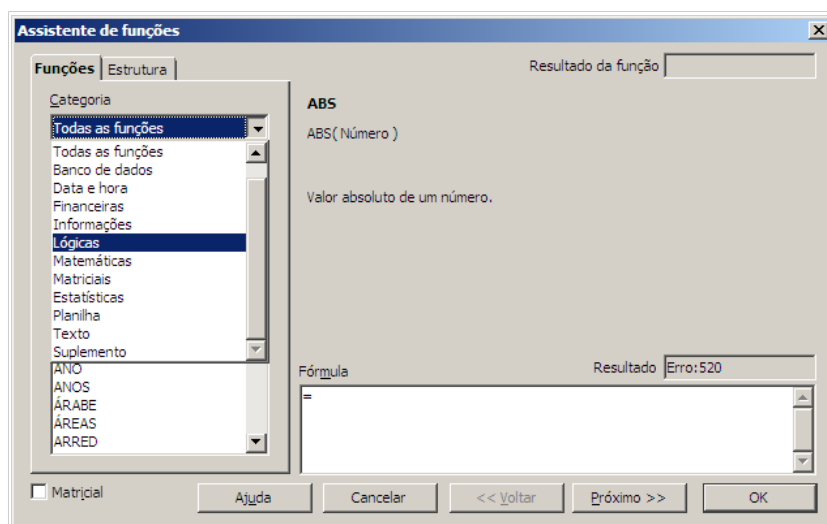 Assistente de funções
Funções
Estrutura
Resultado da função
Categoria
Todas as funções
Todas as funções
Banco de dados
Data e hora
Financeiras
Informações
Lógicas
Matemáticas
Matriciais
Estatísticas
Planilha
Texto
Suplemento
ANO
ANOS
ÁRABE
ÁREAS
ARRED
ABS
ABS( Número )
Valor absoluto de um número.
Fórmula
Resultado Erro:520
=
Matricial
Ajuda
Cancelar
<< Voltar
Próximo >>
OK